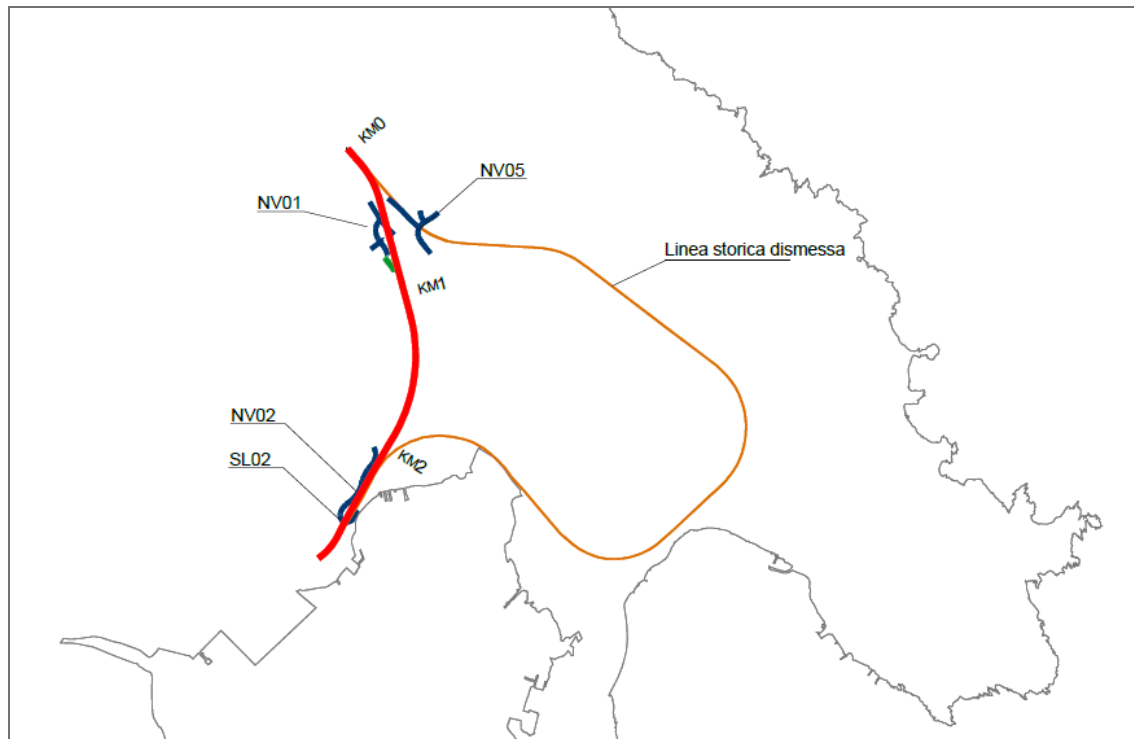 KM0
NV05
NV01
Linea storica dismessa
KM1
NV02
SL02
KM2